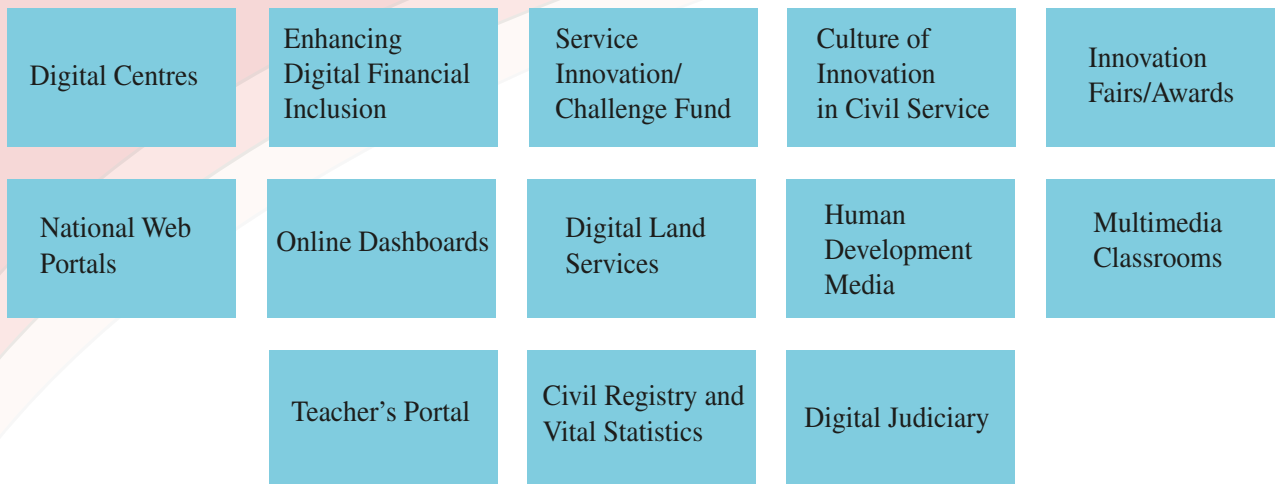 Digital Centres
Enhancing
Digital Financial
Inclusion
Service
Innovation/
Challenge Fund
Culture of
Innovation
in Civil Service
Innovation
Fairs/Awards
National Web
Portals
Online Dashboards
Digital Land
Services
Human
Development
Media
Multimedia
Classrooms
Teacher’s Portal
Civil Registry and
Vital Statistics
Digital Judiciary